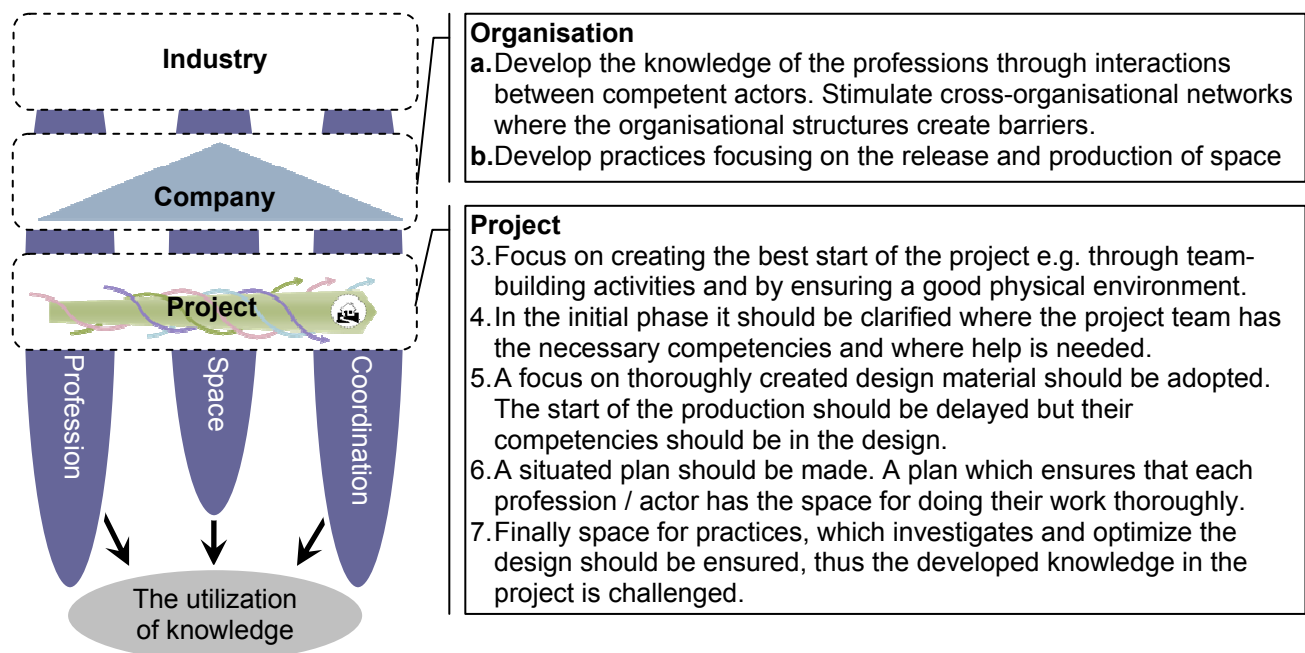 Industry
Company
Project
Profession
Space
Coordination
The utilization
of knowledge
Organisation
a. Develop the knowledge of the professions through interactions
between competent actors. Stimulate cross-organisational networks
where the organisational structures create barriers.
b. Develop practices focusing on the release and production of space
Project
3. Focus on creating the best start of the project e.g. through team-
building activities and by ensuring a good physical environment.
4. In the initial phase it should be clarified where the project team has
the necessary competencies and where help is needed.
5. A focus on thoroughly created design material should be adopted.
The start of the production should be delayed but their
competencies should be in the design.
6. A situated plan should be made. A plan which ensures that each
profession / actor has the space for doing their work thoroughly.
7. Finally space for practices, which investigates and optimize the
design should be ensured, thus the developed knowledge in the
project is challenged.